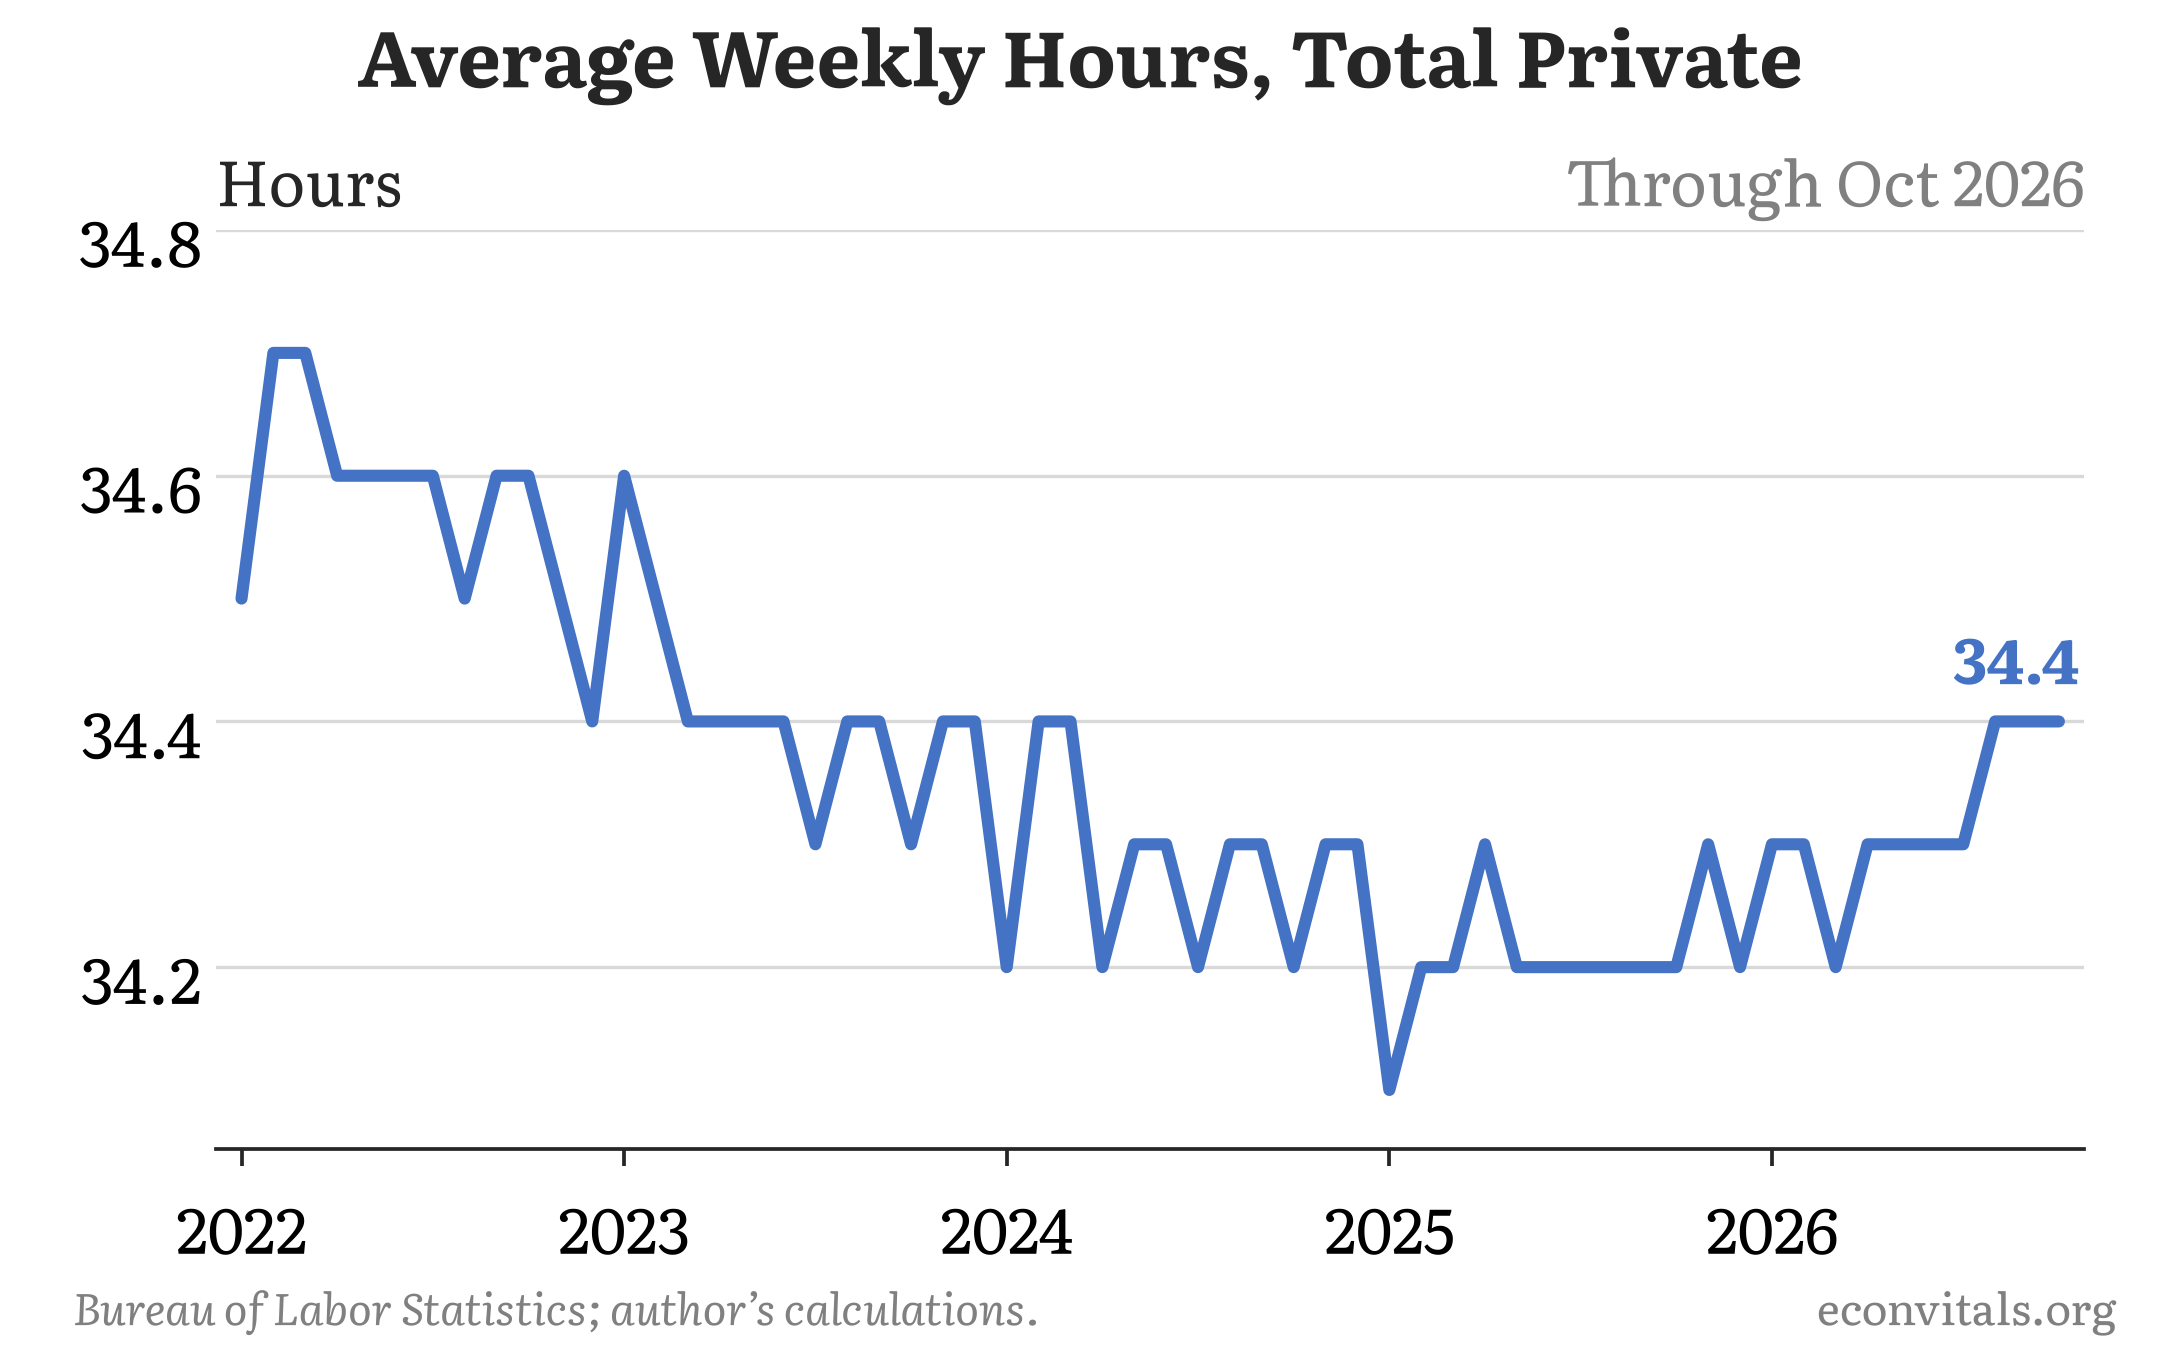 Average Weekly Hours, Total Private
Hours
Through Oct 2026
34.8
34.6
34.4
34.4
34.2
2022 2023 2024 2025 2026
Bureau of Labor Statistics; author’s calculations.
econvitals.org